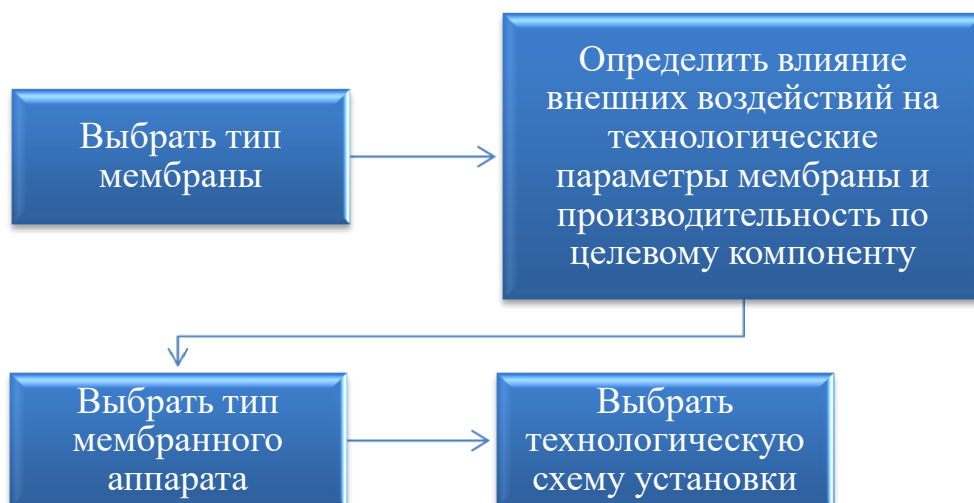 Выбрать тип
мембраны
Определить влияние
внешних воздействий на
технологические
параметры мембраны и
производительность по
целевому компоненту
Выбрать тип
мембранного
аппарата
Выбрать
технологическую
схему установки